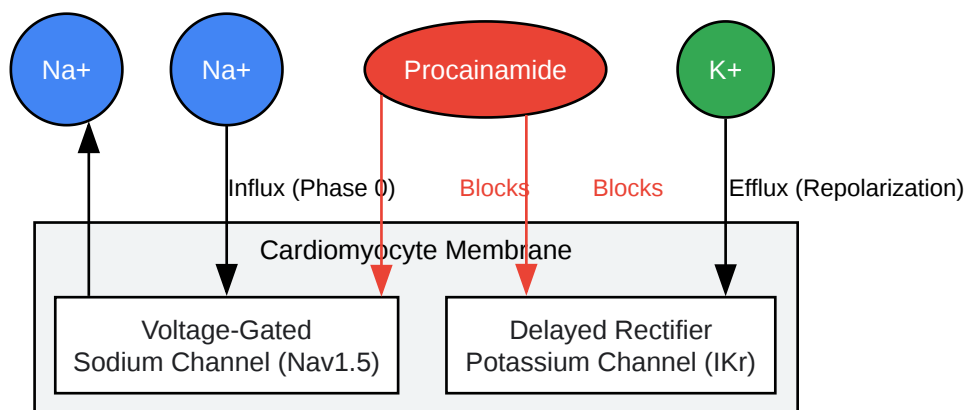 Na+
Na+
Procainamide
K+
Influx (Phase 0)
Blocks
Blocks
Efflux (Repolarization)
Cardiomyocyte Membrane
Voltage-Gated
Sodium Channel (Nav1.5)
Delayed Rectifier
Potassium Channel (IKr)